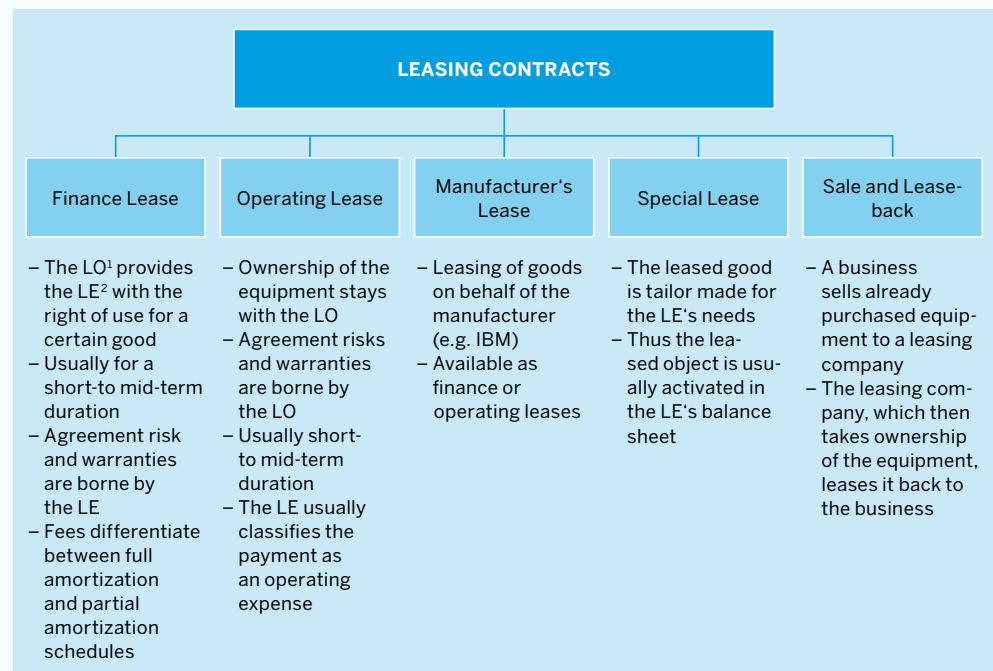 LEASING CONTRACTS
Finance Lease
Operating Lease
Manufacturer‘s
Lease
Special Lease
Sale and Lease-
back
– The LO¹ provides
the LE² with the
right of use for a
certain good
– Usually for a
short-to mid-term
duration
– Agreement risk
and warranties
are borne by
the LE
– Fees differentiate
between full
amortization
and partial
amortization
schedules
– Ownership of the
equipment stays
with the LO
– Agreement risks
and warranties
are borne by
the LO
– Usually short-
to mid-term
duration
– The LE usually
classifies the
payment as
an operating
expense
– Leasing of goods
on behalf of the
manufacturer
(e.g. IBM)
– Available as
finance or
operating leases
– The leased good
is tailor made for
the LE‘s needs
– Thus the lea-
sed object is usu-
ally activated in
the LE‘s balance
sheet
– A business
sells already
purchased equip-
ment to a leasing
company
– The leasing com-
pany, which then
takes ownership
of the equipment,
leases it back to
the business